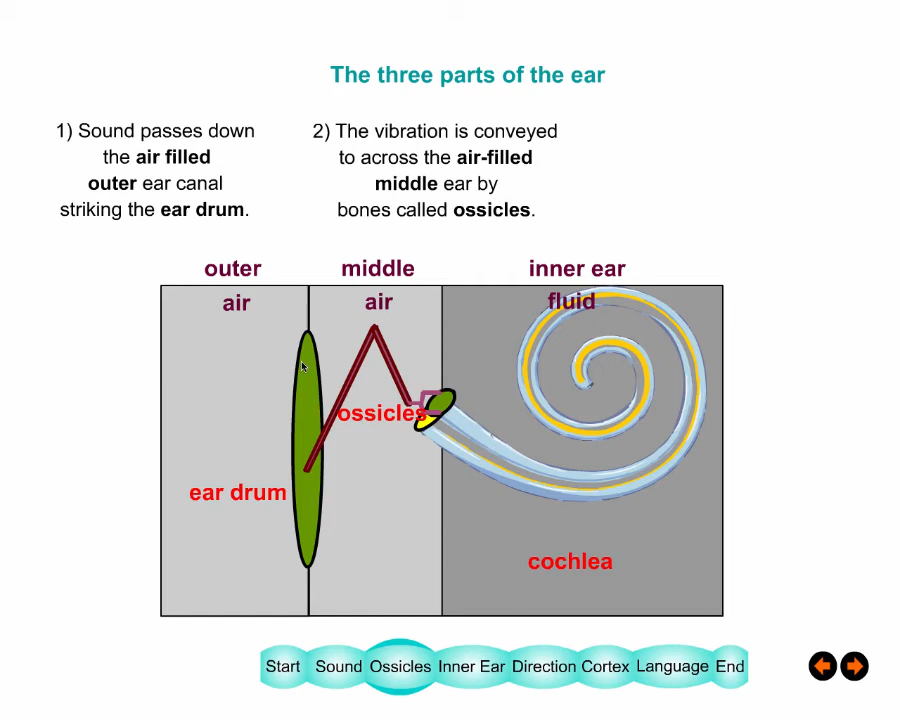 The three parts of the ear
1) Sound passes down
the air filled
outer ear canal
striking the ear drum.
2) The vibration is conveyed
to across the air-filled
middle ear by
bones called ossicles.
outer
middle
inner ear
air
air
fluid
ossicles
ear drum
cochlea
Start Sound Ossicles Inner Ear Direction Cortex Language End